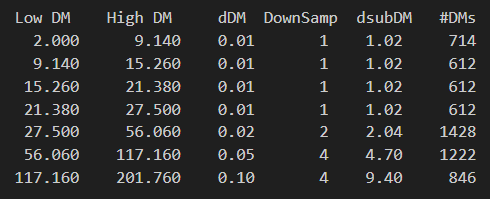 Low DM High DM dDM DownSamp dsubDM #DMs
2.000 9.140 0.01 1 1.02 714
9.140 15.260 0.01 1 1.02 612
15.260 21.380 0.01 1 1.02 612
21.380 27.500 0.01 1 1.02 612
27.500 56.060 0.02 2 2.04 1428
56.060 117.160 0.05 4 4.70 1222
117.160 201.760 0.10 4 9.40 846